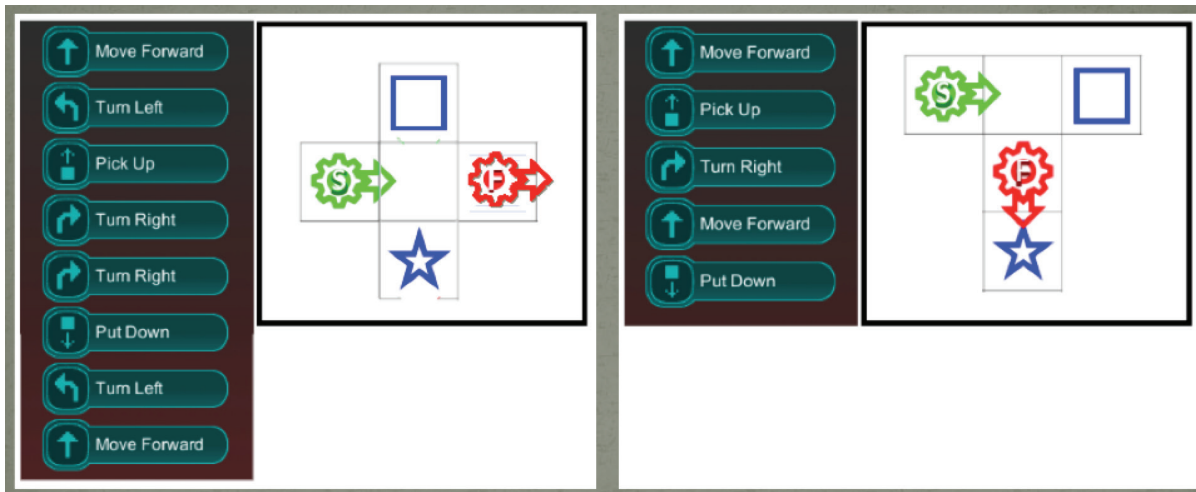 Move Forward
Turn Left
Pick Up
Turn Right
Turn Right
Put Down
Turn Left
Move Forward
S
F
Move Forward
Pick Up
Turn Right
Move Forward
Put Down
S
F